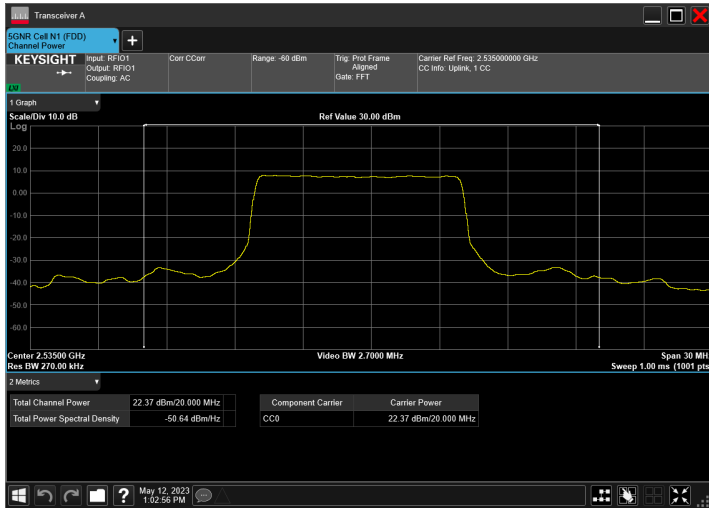 Transceiver A
5GNR Cell N1 (FDD)
Channel Power
KEYSIGHT
Input: RFIO1
Output: RFIO1
Coupling: AC
Corr CCorr
Range: -60 dBm
Trig: Prot Frame
Aligned
Gate: FFT
Carrier Ref Freq: 2.535000000 GHz
CC Info: Uplink, 1 CC
LXI
1 Graph
Scale/Div 10.0 dB
Ref Value 30.00 dBm
Log
20.0
10.0
0.00
-10.0
-20.0
-30.0
-40.0
-50.0
-60.0
Center 2.53500 GHz
Video BW 2.7000 MHz
Span 30 MH
Res BW 270.00 kHz
Sweep 1.00 ms (1001 pts
2 Metrics
Total Channel Power 22.37 dBm/20.000 MHz
Total Power Spectral Density -50.64 dBm/Hz
Component Carrier Carrier Power
CC0 22.37 dBm/20.000 MHz
?
May 12, 2023
1:02:56 PM